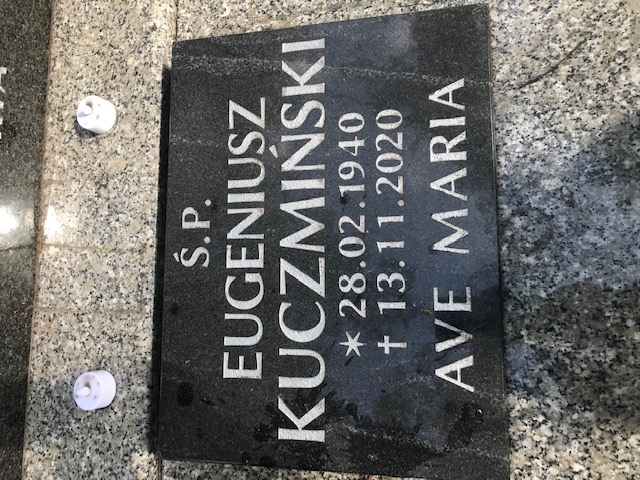 Ś.P.
EUGENIUSZ
KUCZMIŃSKI
* 28.02.1940
† 13.11.2020
AVE MARIA